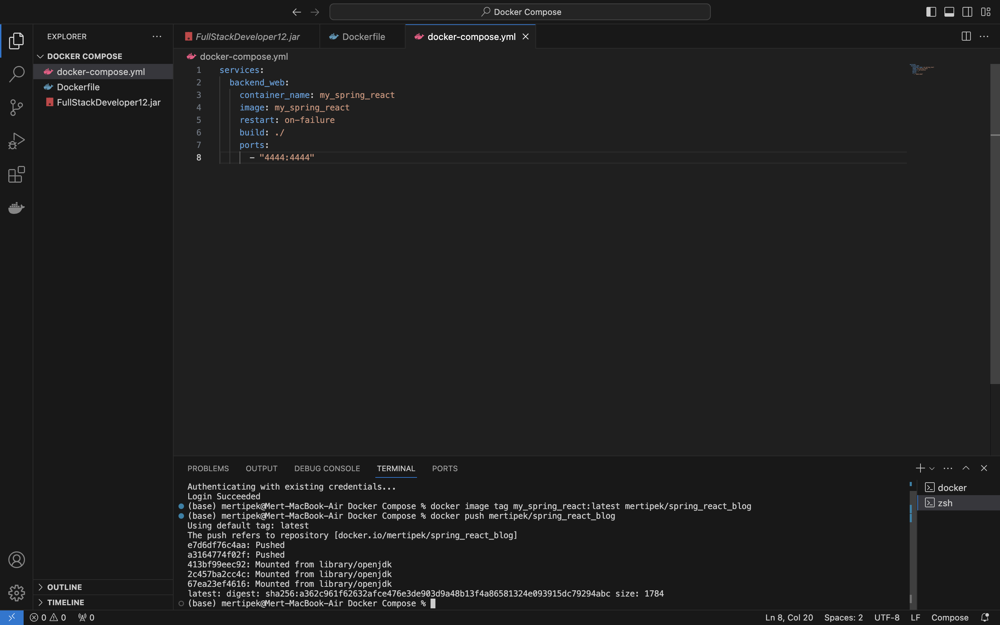 Docker Compose
EXPLORER
DOCKER COMPOSE
docker-compose.yml
Dockerfile
FullStackDeveloper12.jar
OUTLINE
TIMELINE
FullStackDeveloper12.jar
Dockerfile
docker-compose.yml
docker-compose.yml
1 services:
2 backend_web:
3 container_name: my_spring_react
4 image: my_spring_react
5 restart: on-failure
6 build: ./
7 ports:
8 - "4444:4444"
PROBLEMS OUTPUT DEBUG CONSOLE TERMINAL PORTS
Authenticating with existing credentials...
Login Succeeded
(base) mertipek@Mert-MacBook-Air Docker Compose % docker image tag my_spring_react:latest mertipek/spring_react_blog
(base) mertipek@Mert-MacBook-Air Docker Compose % docker push mertipek/spring_react_blog
Using default tag: latest
The push refers to repository [docker.io/mertipek/spring_react_blog]
e7d6df76c4aa: Pushed
a3164774f02f: Pushed
413bf99eec92: Mounted from library/openjdk
2c457ba2cc4c: Mounted from library/openjdk
67ea23ef4616: Mounted from library/openjdk
latest: digest: sha256:a362c961f62632afce476e3de903d9a48b13f4a86581324e093915dc79294abc size: 1784
(base) mertipek@Mert-MacBook-Air Docker Compose %
docker
zsh
0 0 0
Ln 8, Col 20 Spaces: 2 UTF-8 LF Compose